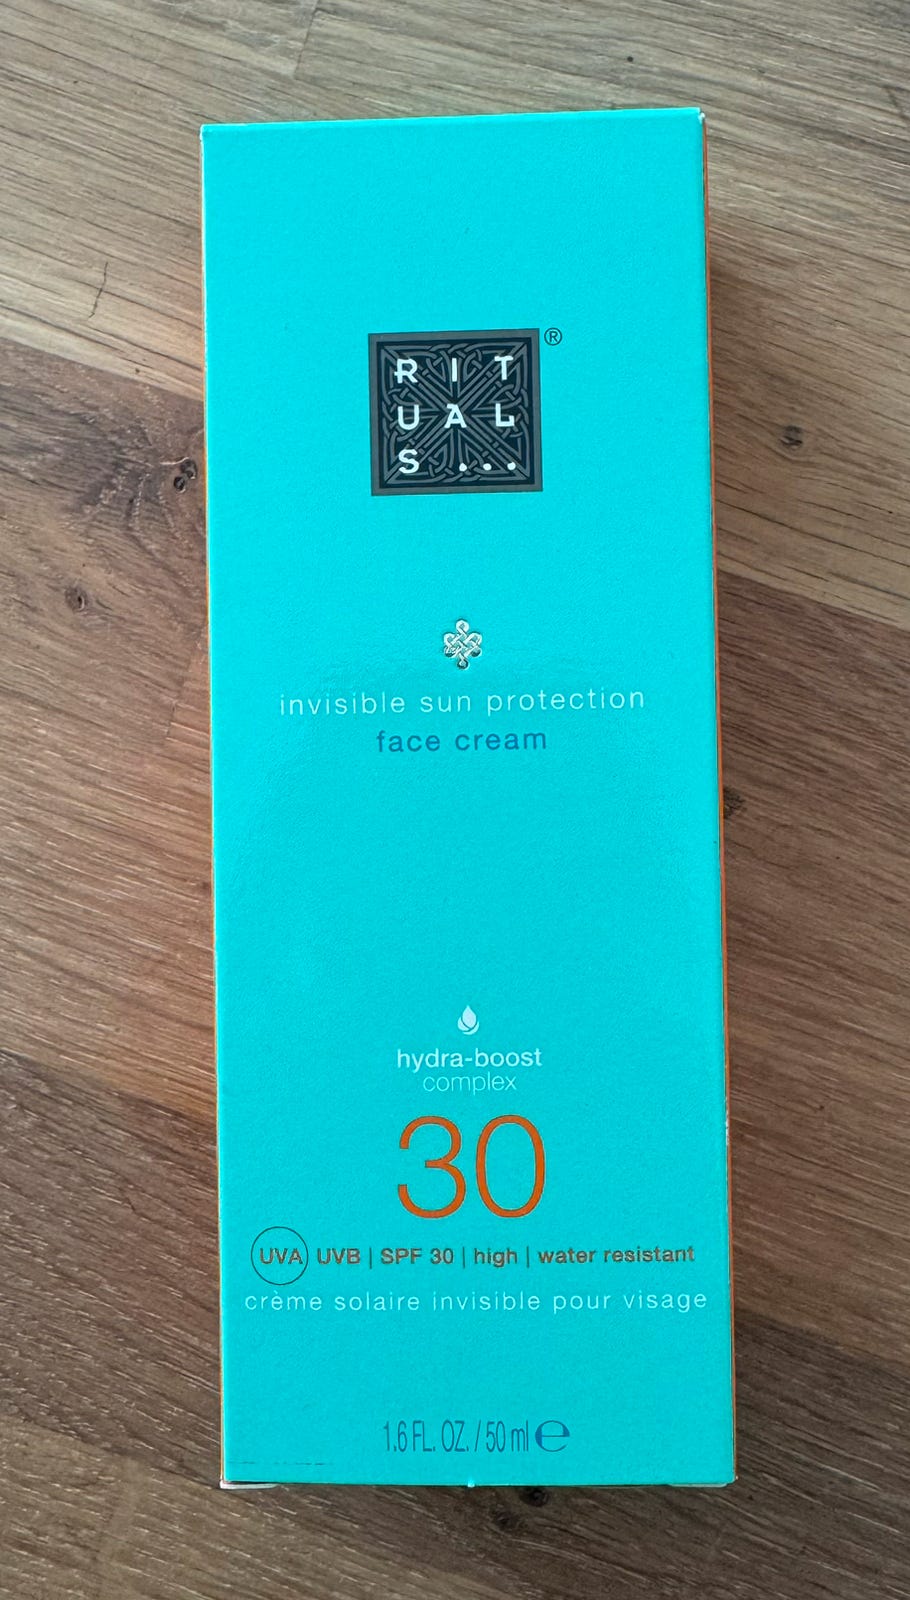 RIT
UAL
S...
®
invisible sun protection
face cream
hydra-boost
complex
30
UVA UVB | SPF 30 | high | water resistant
crème solaire invisible pour visage
1.6 FL. OZ. / 50 ml ℮